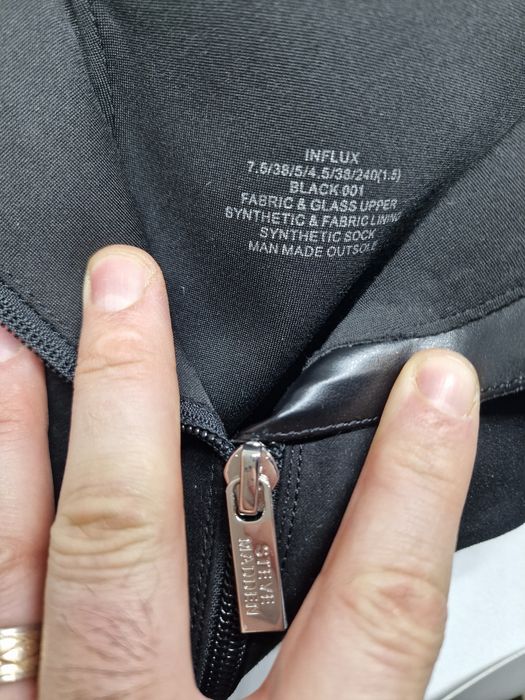 INFLUX
7.5/38/5/4.5/38/240(1.5)
BLACK 001
FABRIC & GLASS UPPER
SYNTHETIC & FABRIC LINING
SYNTHETIC SOCK
MAN MADE OUTSOLE
STEVE
MADDEN